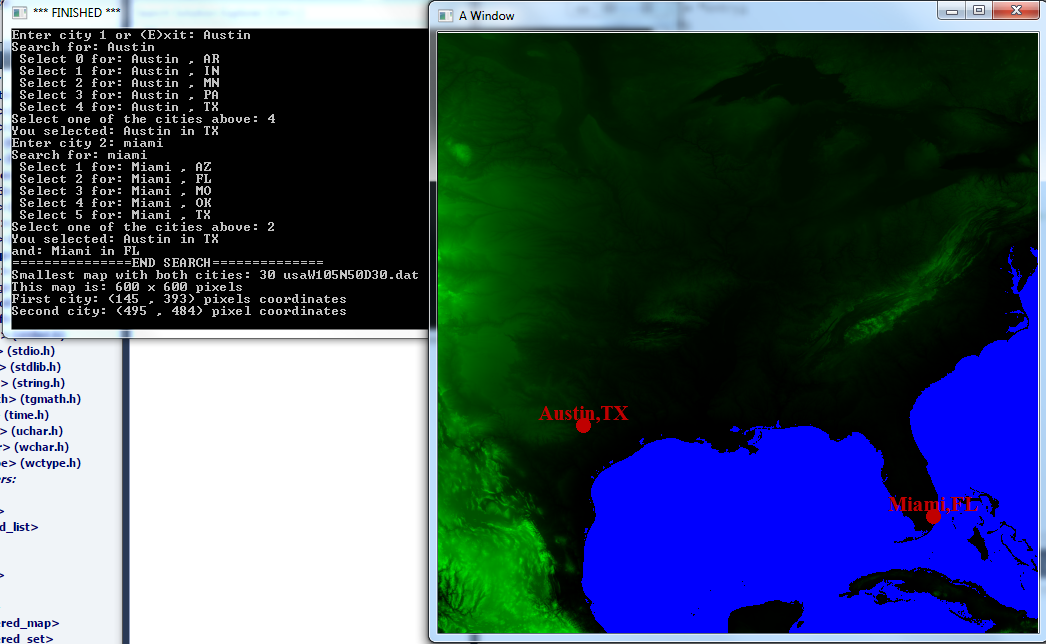 *** FINISHED ***
Enter city 1 or (E)xit: Austin
Search for: Austin
Select 0 for: Austin , AR
Select 1 for: Austin , IN
Select 2 for: Austin , MN
Select 3 for: Austin , PA
Select 4 for: Austin , TX
Select one of the cities above: 4
You selected: Austin in TX
Enter city 2: miami
Search for: miami
Select 1 for: Miami , AZ
Select 2 for: Miami , FL
Select 3 for: Miami , MO
Select 4 for: Miami , OK
Select 5 for: Miami , TX
Select one of the cities above: 2
You selected: Austin in TX
and: Miami in FL
===============END SEARCH==============
Smallest map with both cities: 30 usaW105N50D30.dat
This map is: 600 x 600 pixels
First city: (145 , 393) pixels coordinates
Second city: (495 , 484) pixel coordinates
> (stdio.h)
> (stdlib.h)
> (string.h)
th> (tgmath.h)
(time.h)
> (uchar.h)
r> (wchar.h)
pe> (wctype.h)
ers:
>
d_list>
>
red_map>
ered_set>
A Window
Austin,TX
Miami,FL